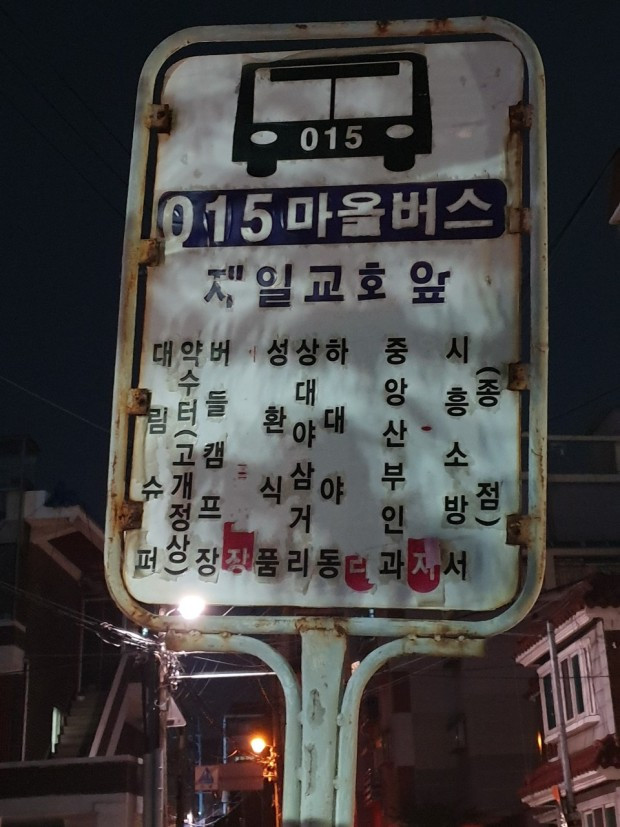 015
015마을버스
일교호 앞
대림슈퍼
약수터(고개정상)
버들캠프장
장
성환식품
상대야삼거리
하대야동
중앙산부인과
시흥소방서
(종점)